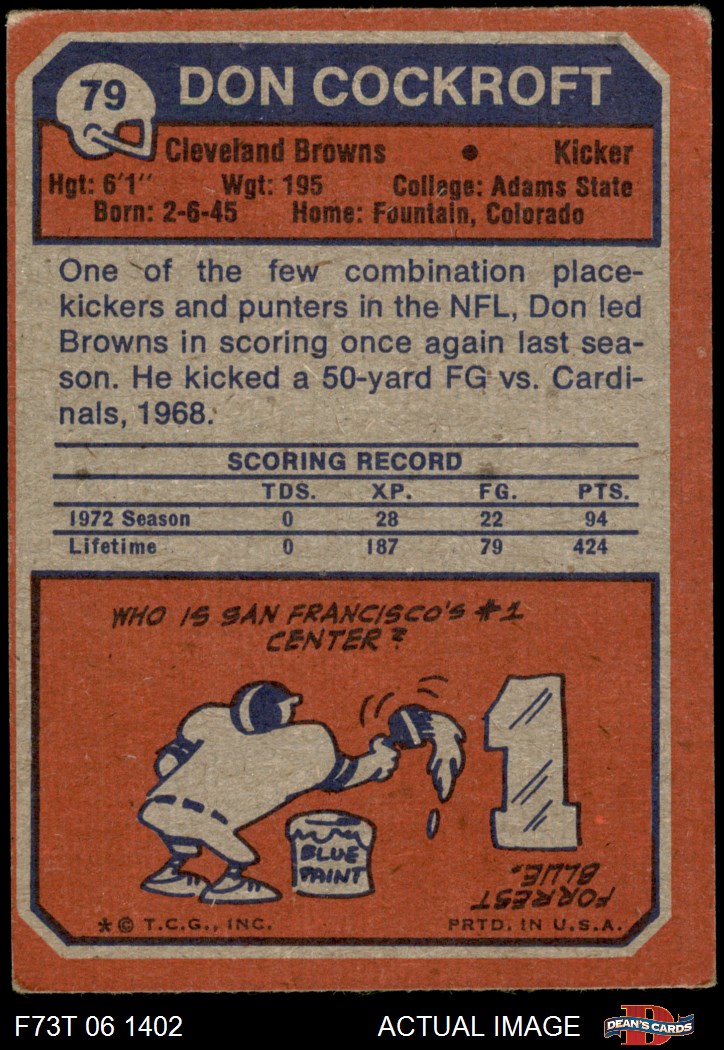 79
DON COCKROFT
Cleveland Browns • Kicker
Hgt: 6'1" Wgt: 195 College: Adams State
Born: 2-6-45 Home: Fountain, Colorado
One of the few combination place-
kickers and punters in the NFL, Don led
Browns in scoring once again last sea-
son. He kicked a 50-yard FG vs. Cardi-
nals, 1968.
SCORING RECORD
TDS. XP. FG. PTS.
1972 Season 0 28 22 94
Lifetime 0 187 79 424
WHO IS SAN FRANCISCO'S #1
CENTER?
1
BLUE
PAINT
FORREST
BLUE.
* © T.C.G., INC. PRTD. IN U.S.A.
F73T 06 1402 ACTUAL IMAGE
D
DEAN'S CARDS